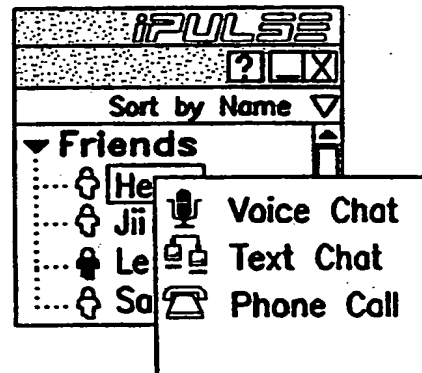 iPULSE
? _ X
Sort by Name
Friends
He
Jii
Le
Sa
Voice Chat
Text Chat
Phone Call